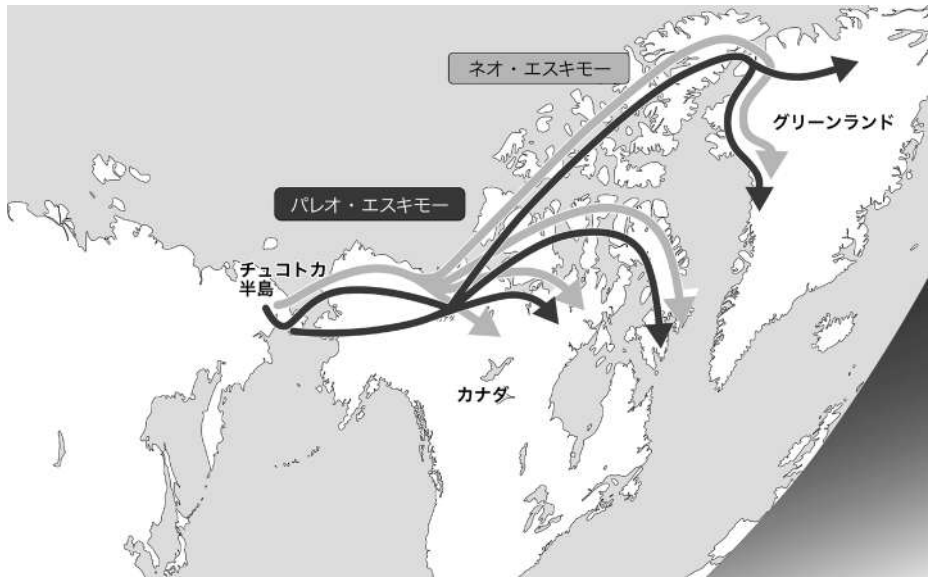 ネオ・エスキモー
グリーンランド
パレオ・エスキモー
チュコトカ
半島
カナダ